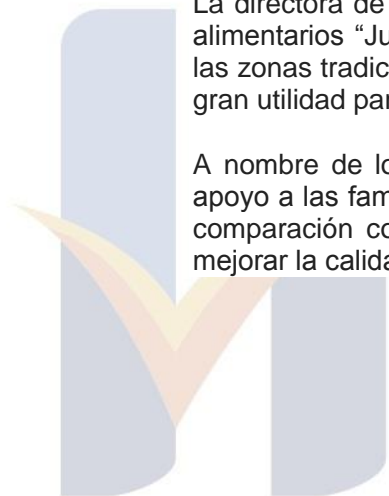 La directora de
alimentarios “Ju
las zonas tradic
gran utilidad par
A nombre de lo
apoyo a las fam
comparación co
mejorar la calida